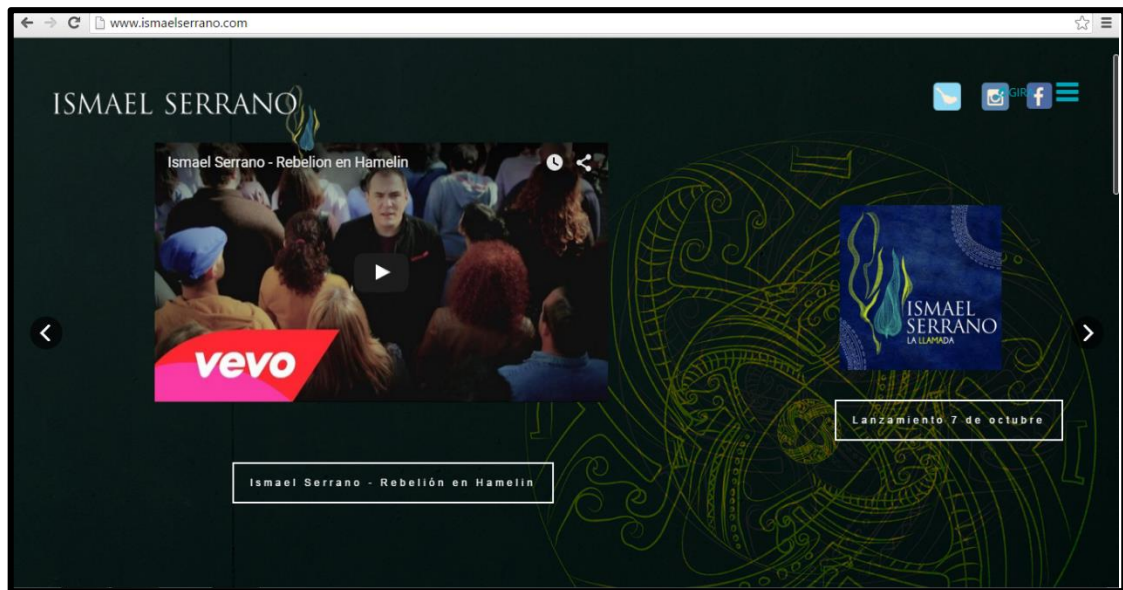 www.ismaelserrano.com
ISMAEL SERRANO
GIR
Ismael Serrano - Rebelion en Hamelin
vevo
ISMAEL
SERRANO
LA LLAMADA
Lanzamiento 7 de octubre
Ismael Serrano - Rebelión en Hamelin